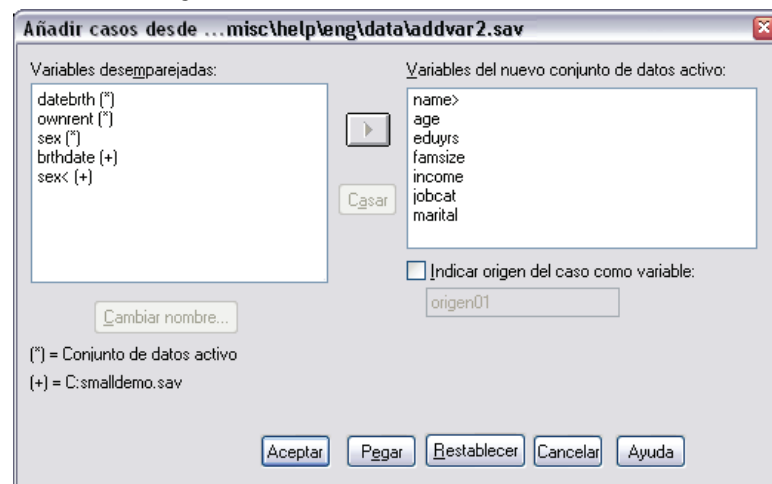 Añadir casos desde ...misc\help\eng\data\addvar2.sav
Variables desemparejadas:
datebrth (*)
ownrent (*)
sex (*)
brthdate (+)
sex< (+)
Casar
Variables del nuevo conjunto de datos activo:
name>
age
eduyrs
famsize
income
jobcat
marital
Indicar origen del caso como variable:
origen01
Cambiar nombre...
(*) = Conjunto de datos activo
(+) = C:smalldemo.sav
Aceptar Pegar Restablecer Cancelar Ayuda